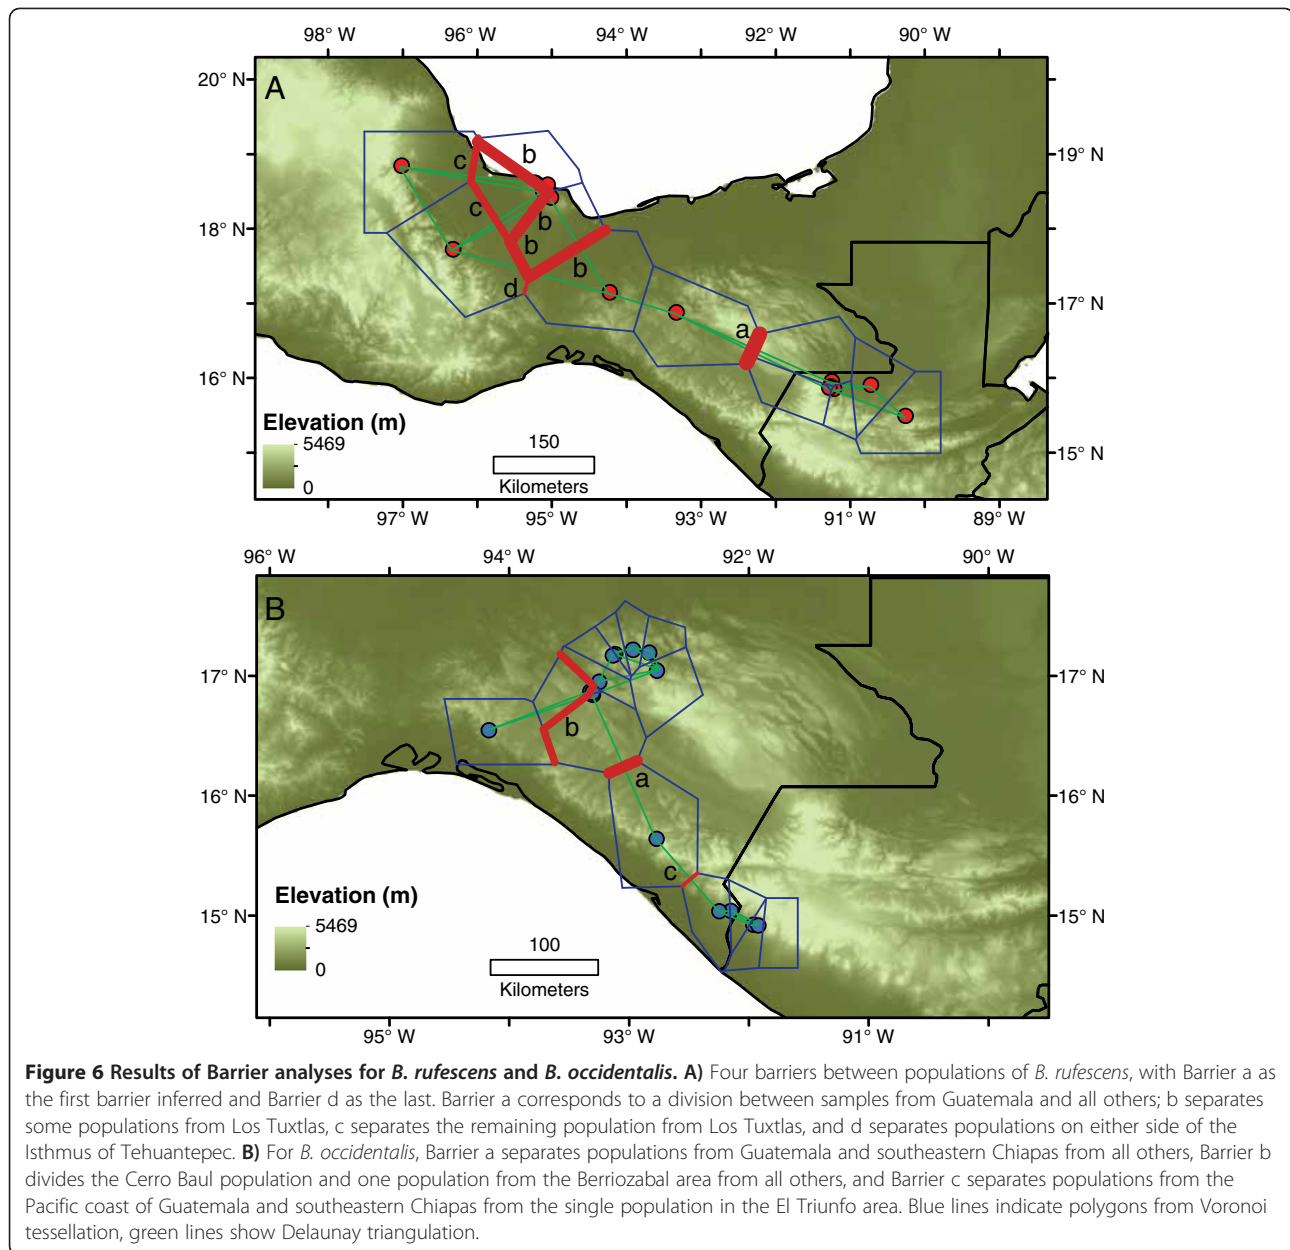 98° W 96° W 94° W 92° W 90° W
20° N
A
19° N
b
c
18° N
c
b
b
b
d
17° N
a
16° N
Elevation (m)
5469
0
150
Kilometers
15° N
97° W 95° W 93° W 91° W 89° W
96° W 94° W 92° W 90° W
B
17° N 17° N
b
a
16° N 16° N
c
Elevation (m)
5469
0
15° N 15° N
100
Kilometers
95° W 93° W 91° W
Figure 6 Results of Barrier analyses for B. rufescens and B. occidentalis. A) Four barriers between populations of B. rufescens, with Barrier a as
the first barrier inferred and Barrier d as the last. Barrier a corresponds to a division between samples from Guatemala and all others; b separates
some populations from Los Tuxtlas, c separates the remaining population from Los Tuxtlas, and d separates populations on either side of the
Isthmus of Tehuantepec. B) For B. occidentalis, Barrier a separates populations from Guatemala and southeastern Chiapas from all others, Barrier b
divides the Cerro Baul population and one population from the Berriozabal area from all others, and Barrier c separates populations from the
Pacific coast of Guatemala and southeastern Chiapas from the single population in the El Triunfo area. Blue lines indicate polygons from Voronoi
tessellation, green lines show Delaunay triangulation.